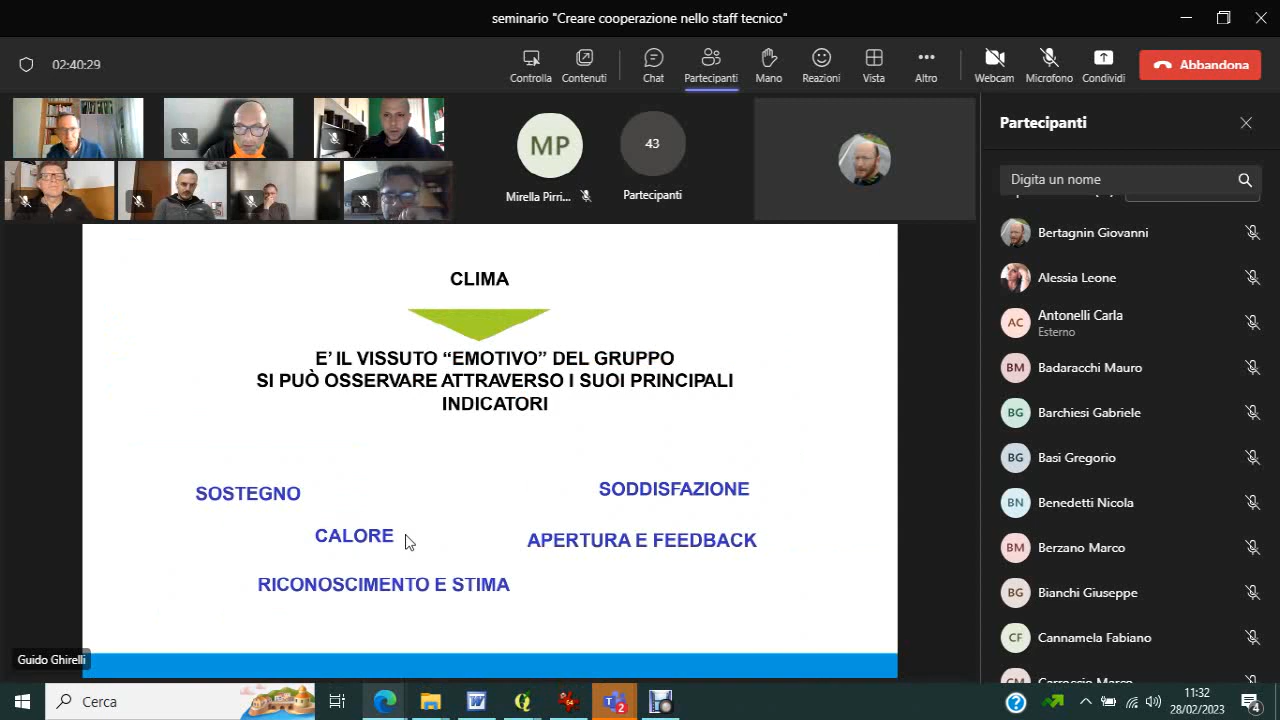 seminario "Creare cooperazione nello staff tecnico"
02:40:29
Controlla
Contenuti
Chat
Partecipanti
Mano
Reazioni
Vista
Altro
Webcam
Microfono
Condividi
Abbandona
MP
Mirella Pirri...
43
Partecipanti
Partecipanti
Digita un nome
Bertagnin Giovanni
Alessia Leone
AC
Antonelli Carla
Esterno
BM
Badaracchi Mauro
BG
Barchiesi Gabriele
BG
Basi Gregorio
BN
Benedetti Nicola
BM
Berzano Marco
BG
Bianchi Giuseppe
CF
Cannamela Fabiano
CLIMA
E' IL VISSUTO “EMOTIVO” DEL GRUPPO
SI PUÒ OSSERVARE ATTRAVERSO I SUOI PRINCIPALI
INDICATORI
SOSTEGNO
SODDISFAZIONE
CALORE
APERTURA E FEEDBACK
RICONOSCIMENTO E STIMA
Guido Ghirelli
Cerca
2
11:32
28/02/2023
4